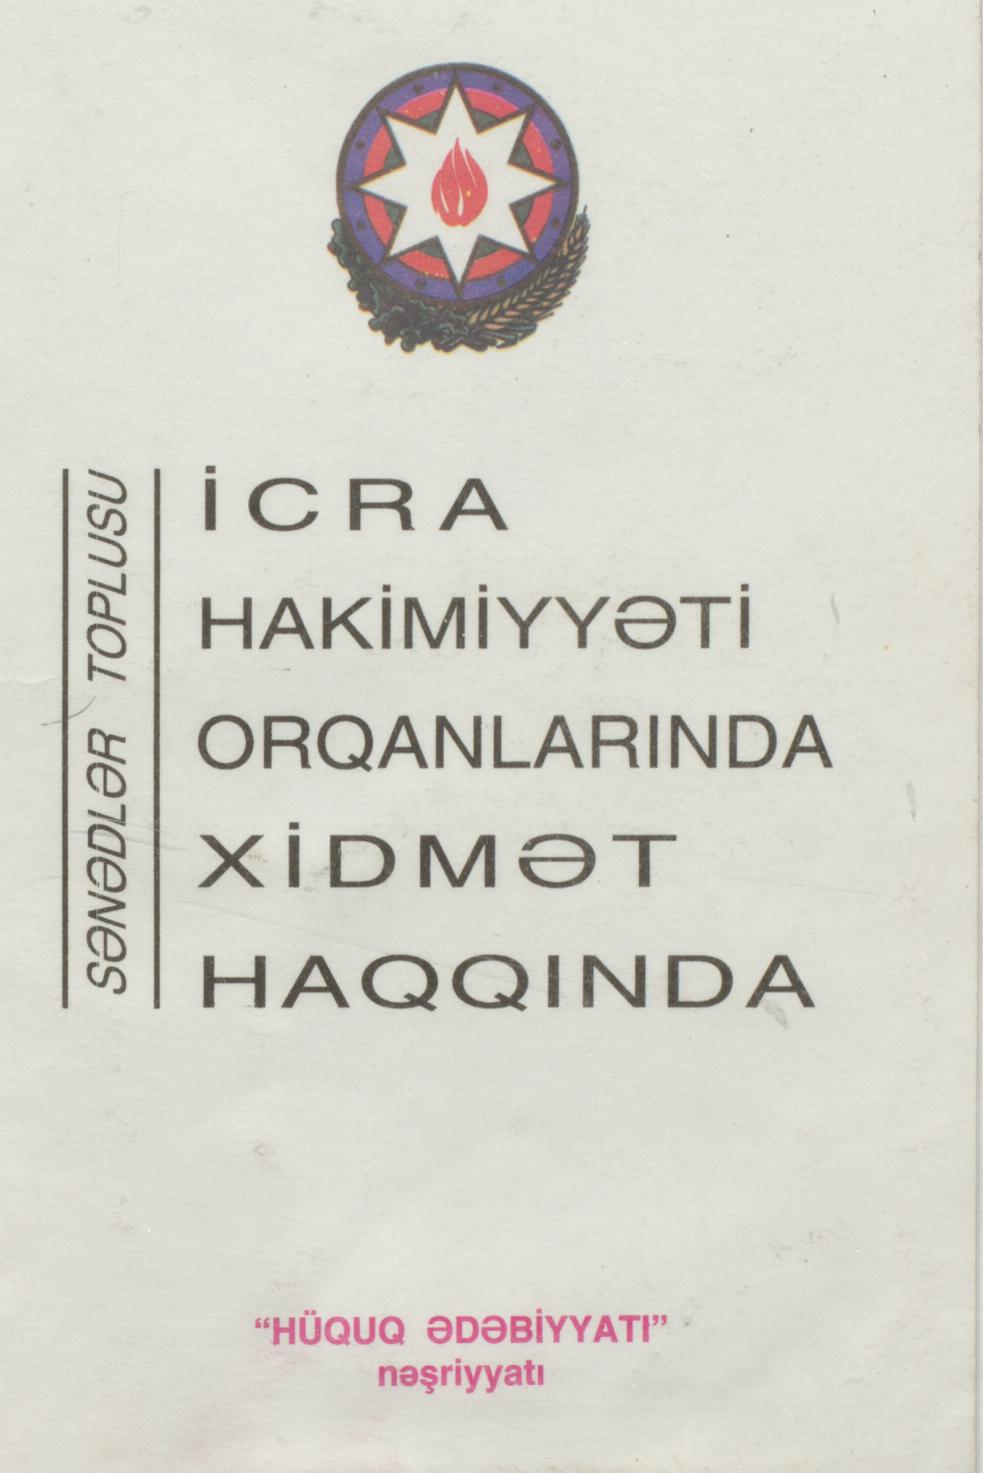 SƏNƏDLƏR TOPLUSU
İCRA
HAKİMİYYƏTİ
ORQANLARINDA
XİDMƏT
HAQQINDA
“HÜQUQ ƏDƏBİYYATI”
nəşriyyatı